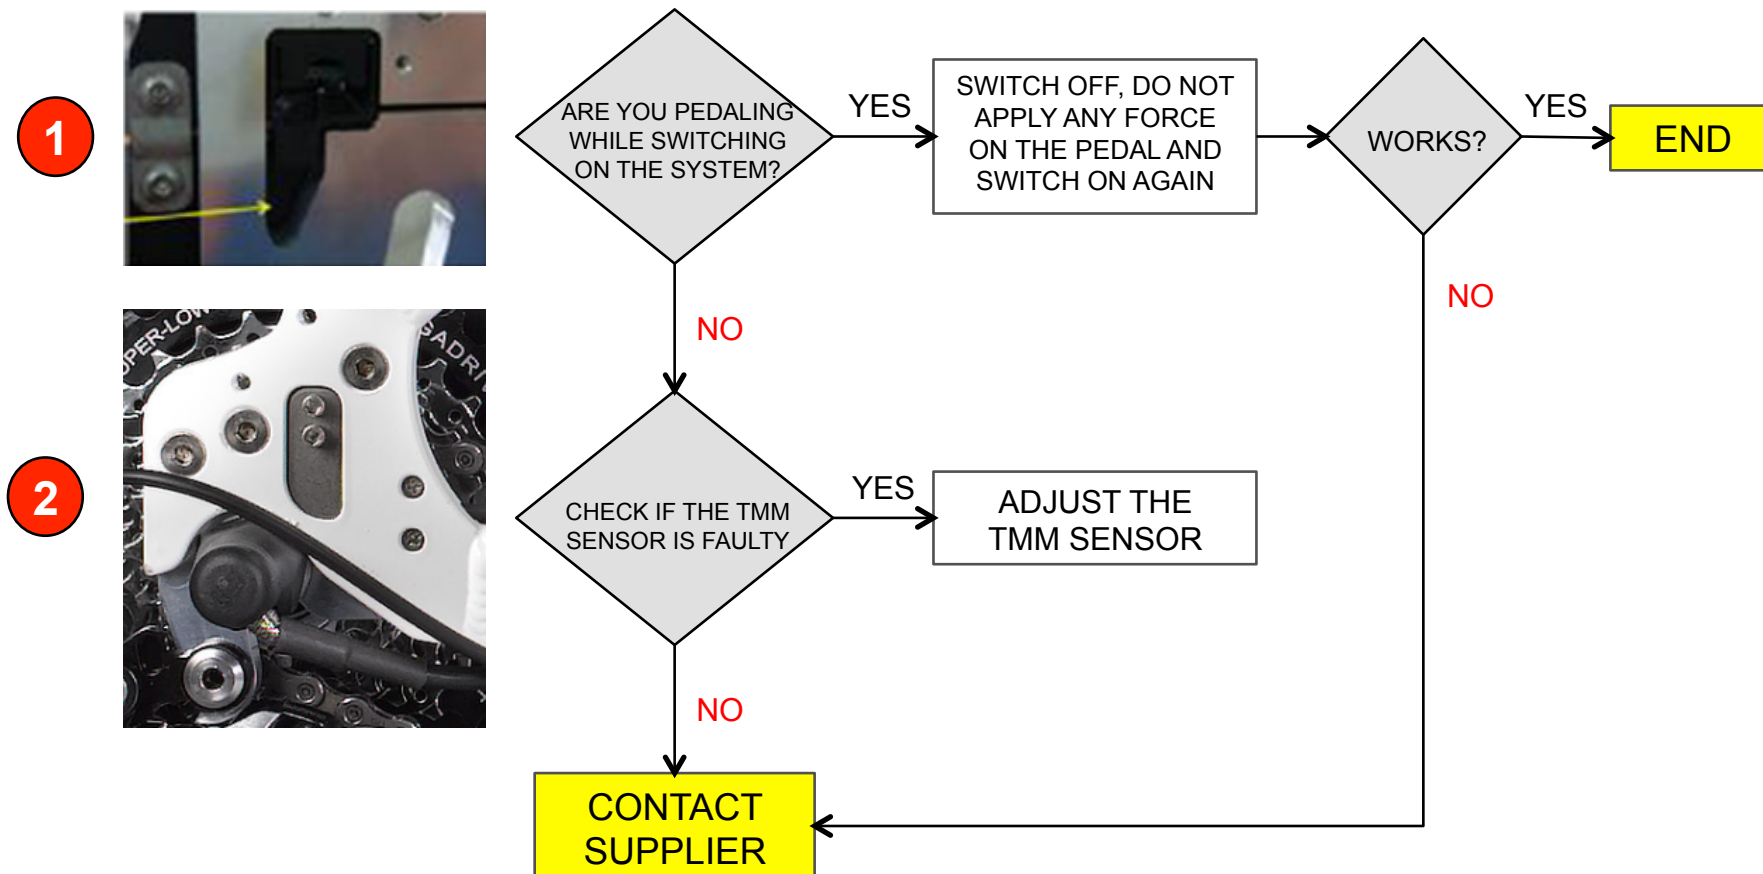 1
ARE YOU PEDALING
WHILE SWITCHING
ON THE SYSTEM?
YES
SWITCH OFF, DO NOT
APPLY ANY FORCE
ON THE PEDAL AND
SWITCH ON AGAIN
WORKS?
YES
END
NO
NO
2
CHECK IF THE TMM
SENSOR IS FAULTY
YES
ADJUST THE
TMM SENSOR
NO
CONTACT
SUPPLIER